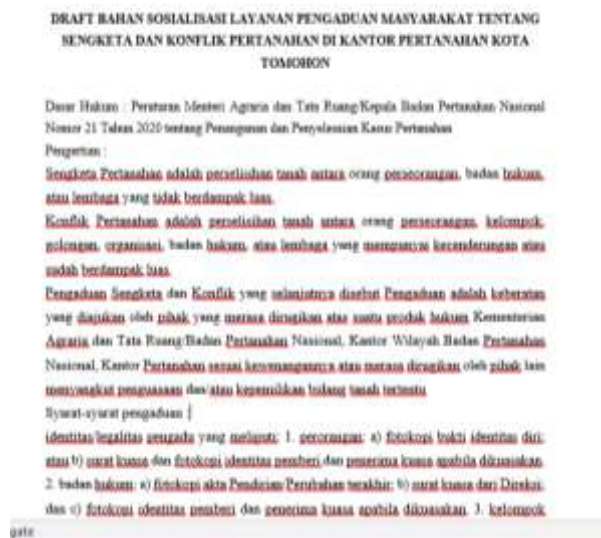 DRAFT BAHAN SOSIALISASI LAYANAN PENGADUAN MASYARAKAT TENTANG
SENGKETA DAN KONFLIK PERTANAHAN DI KANTOR PERTANAHAN KOTA
TOMOHON
Dasar Hukum : Peraturan Menteri Agraria dan Tata Ruang/Kepala Badan Pertanahan Nasional
Nomor 21 Tahun 2020 tentang Penanganan dan Penyelesaian Kasus Pertanahan
Pengertian :
Sengketa Pertanahan adalah perselisihan tanah antara orang perseorangan, badan hukum,
atau lembaga yang tidak berdampak luas.
Konflik Pertanahan adalah perselisihan tanah antara orang perseorangan, kelompok,
golongan, organisasi, badan hukum, atau lembaga yang mempunyai kecenderungan atau
sudah berdampak luas.
Pengaduan Sengketa dan Konflik yang selanjutnya disebut Pengaduan adalah keberatan
yang diajukan oleh pihak yang merasa dirugikan atas suatu produk hukum Kementerian
Agraria dan Tata Ruang/Badan Pertanahan Nasional, Kantor Wilayah Badan Pertanahan
Nasional, Kantor Pertanahan sesuai kewenangannya atau merasa dirugikan oleh pihak lain
menyangkut penguasaan dan/atau kepemilikan bidang tanah tertentu
Syarat-syarat pengaduan :
identitas/legalitas pengadu yang meliputi: 1. perorangan: a) fotokopi bukti identitas diri;
atau b) surat kuasa dan fotokopi identitas pemberi dan penerima kuasa apabila dikuasakan.
2. badan hukum: a) fotokopi akta Pendirian/Perubahan terakhir; b) surat kuasa dari Direksi;
dan c) fotokopi identitas pemberi dan penerima kuasa apabila dikuasakan. 3. kelompok
gate